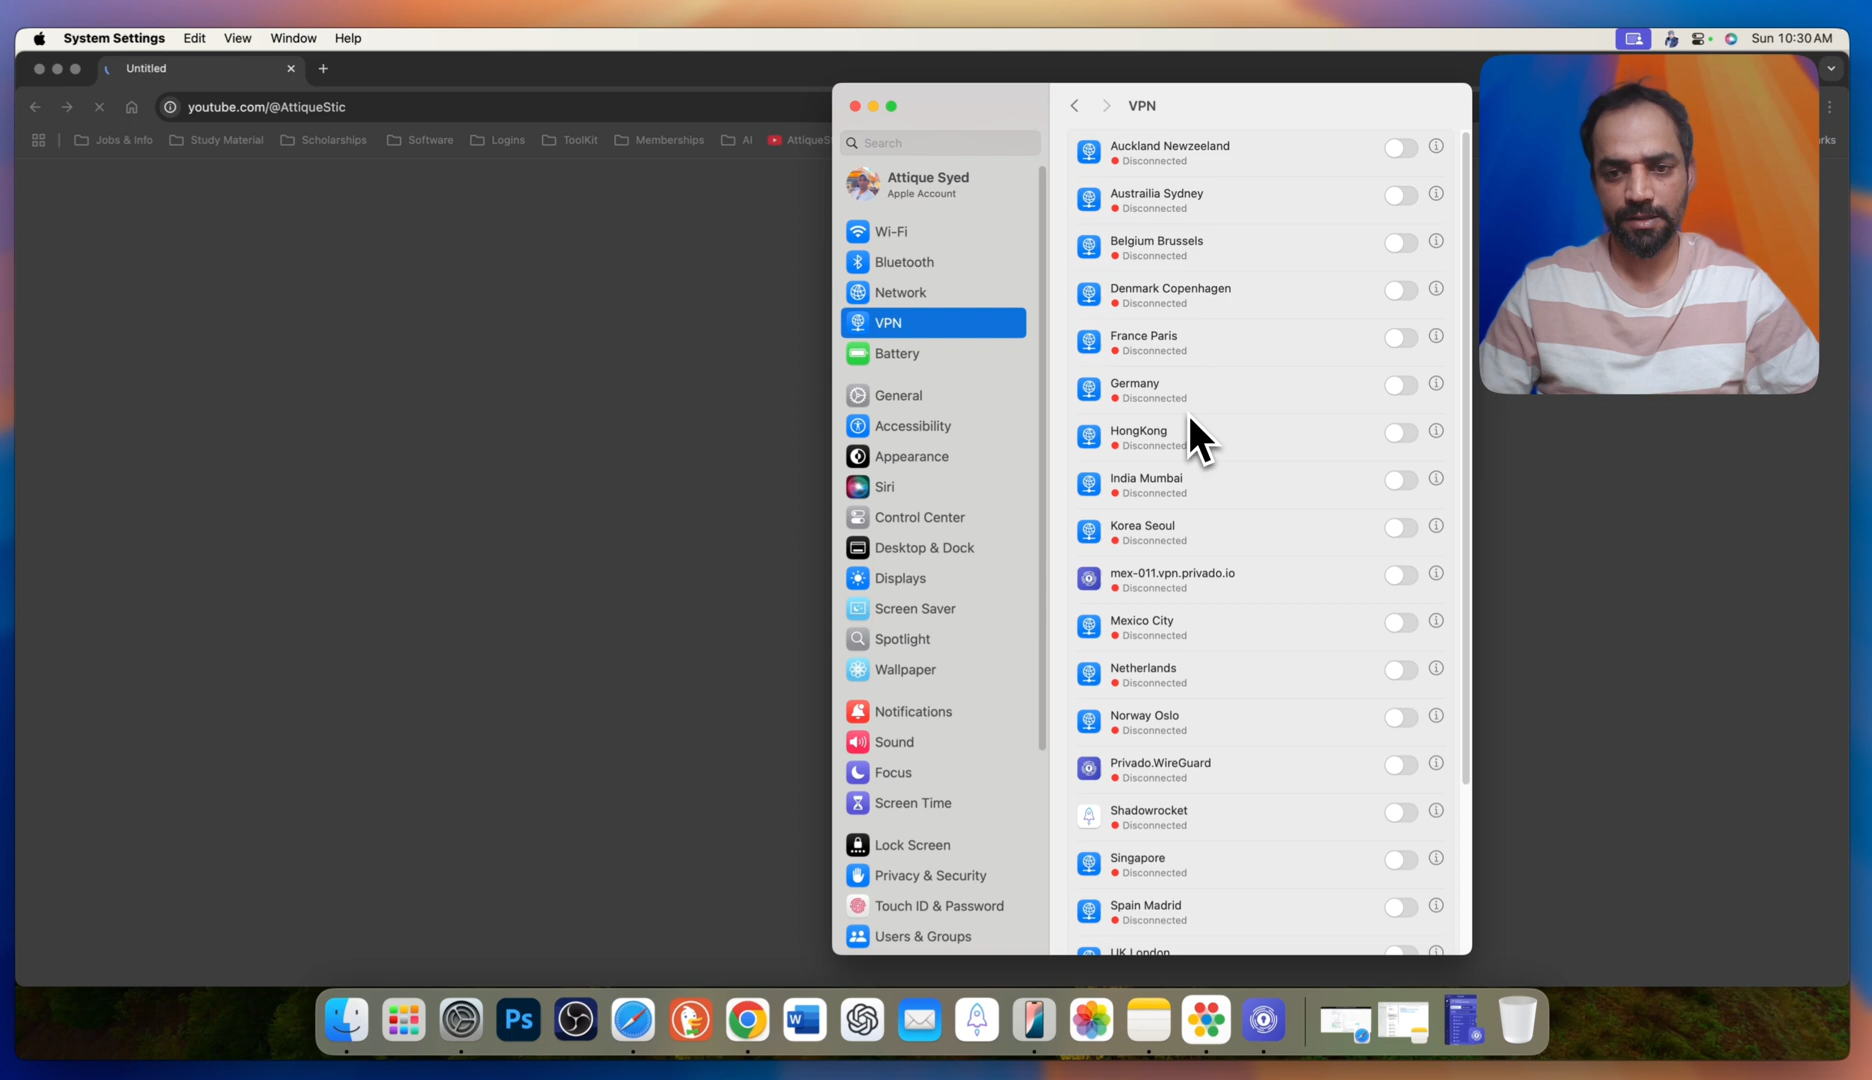 System Settings Edit View Window Help
Sun 10:30 AM
Untitled
youtube.com/@AttiqueStic
Jobs & Info Study Material Scholarships Software Logins ToolKit Memberships AI
Search
Attique Syed
Apple Account
Wi-Fi
Bluetooth
Network
VPN
Battery
General
Accessibility
Appearance
Siri
Control Center
Desktop & Dock
Displays
Screen Saver
Spotlight
Wallpaper
Notifications
Sound
Focus
Screen Time
Lock Screen
Privacy & Security
Touch ID & Password
Users & Groups
VPN
Auckland Newzeeland
Disconnected
Austrailia Sydney
Disconnected
Belgium Brussels
Disconnected
Denmark Copenhagen
Disconnected
France Paris
Disconnected
Germany
Disconnected
HongKong
Disconnected
India Mumbai
Disconnected
Korea Seoul
Disconnected
mex-011.vpn.privado.io
Disconnected
Mexico City
Disconnected
Netherlands
Disconnected
Norway Oslo
Disconnected
Privado.WireGuard
Disconnected
Shadowrocket
Disconnected
Singapore
Disconnected
Spain Madrid
Disconnected
UK London
Ps
W